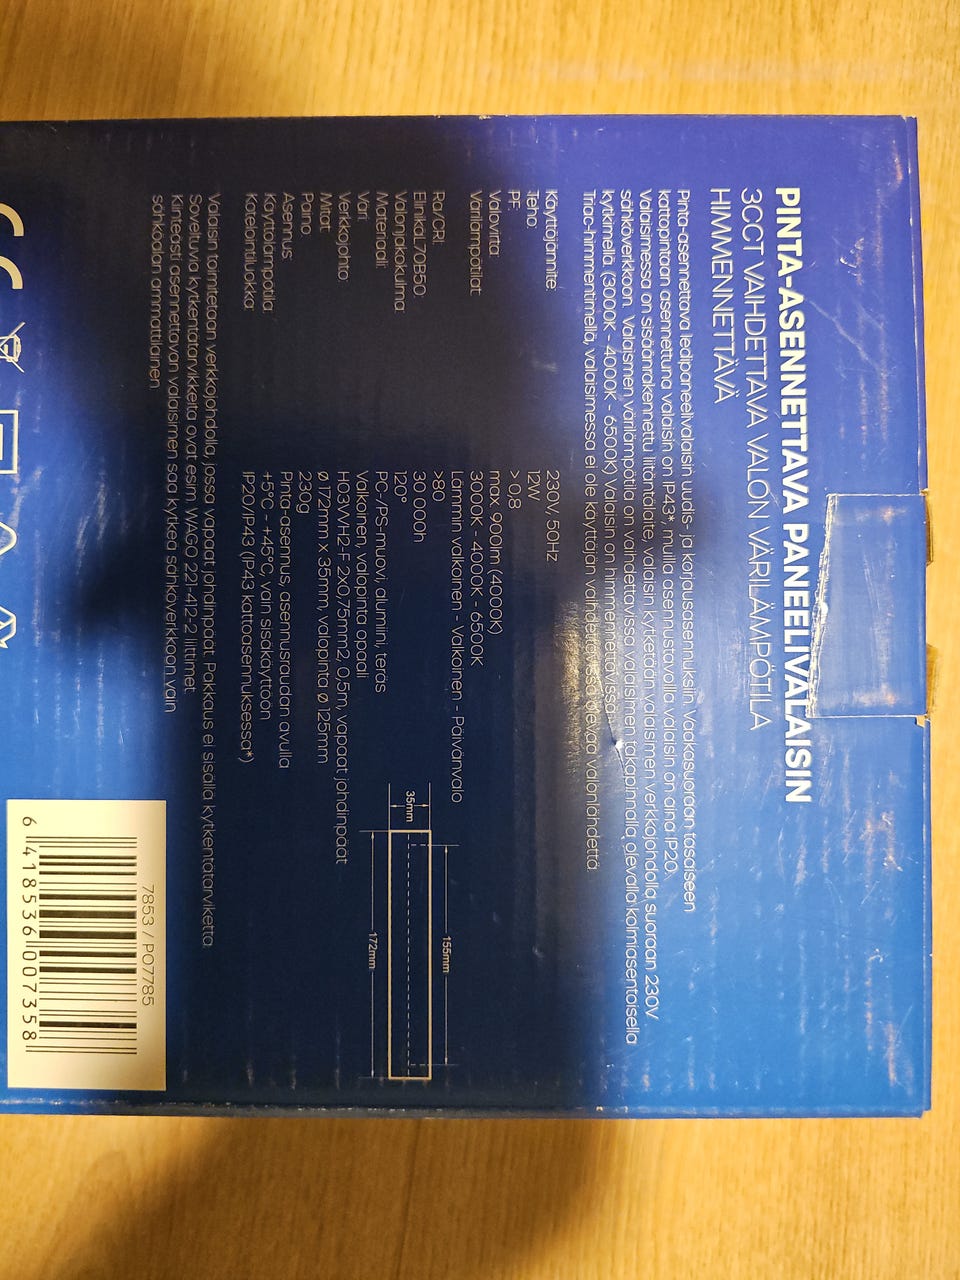 PINTA-ASENNETTAVA PANEELIVALAISIN
3CCT VAIHDETTAVA VALON VÄRILÄMPÖTILA
HIMMENNETTÄVÄ
Pinta-asennettava ledipaneelivalaisin uudis- ja korjausasennuksiin. Vaakasuoraan tasaiseen
kattopintaan asennettuna valaisin on IP43*, muilla asennustavoilla valaisin on aina IP20.
Valaisimessa on sisäänrakennettu liitäntälaite, valaisin kytketään valaisimen verkkojohdolla suoraan 230V
sähköverkkoon. Valaisimen värilämpötila on vaihdettavissa valaisimen takapinnalla olevalla kolmiasentoisella
kytkimellä (3000K - 4000K - 6500K) Valaisin on himmennettävissä
Triac-himmentimellä, valaisimessa ei ole käyttäjän vaihdettavissa olevaa valonlähdettä.
Käyttöjännite: 230V, 50Hz
Teho: 12W
PF: >0,8
Valovirta: max 900lm (4000K)
Värilämpötilat: 3000K - 4000K - 6500K
Lämmin valkoinen - Valkoinen - Päivänvalo
Ra/CRI: >80
Elinikä L70B50: 30 000h
Valonjakokulma: 120°
Materiaali: PC-/PS-muovi, alumiini, teräs
Väri: Valkoinen, valopinta opaali
Verkkojohto: H03VVH2-F 2x0,75mm2, 0,5m, vapaat johdinpäät
Mitat: ø 172mm x 35mm, valopinta ø 125mm
Paino: 230g
Asennus: Pinta-asennus, asennusraudan avulla
Käyttölämpötila: +5°C - +45°C, vain sisäkäyttöön
Kotelointiluokka: IP20/IP43 (IP43 kattoasennuksessa*)
35mm
155mm
172mm
Valaisin toimitetaan verkkojohdolla, jossa vapaat johdinpäät. Pakkaus ei sisällä kytkentätarviketta.
Soveltuvia kytkentätarvikkeita ovat esim. WAGO 221-412-2 liittimet
Kiinteästi asennettavan valaisimen saa kytkeä sähköverkkoon vain
sähköalan ammattilainen.
7853 / PO7785
6 418536 007358